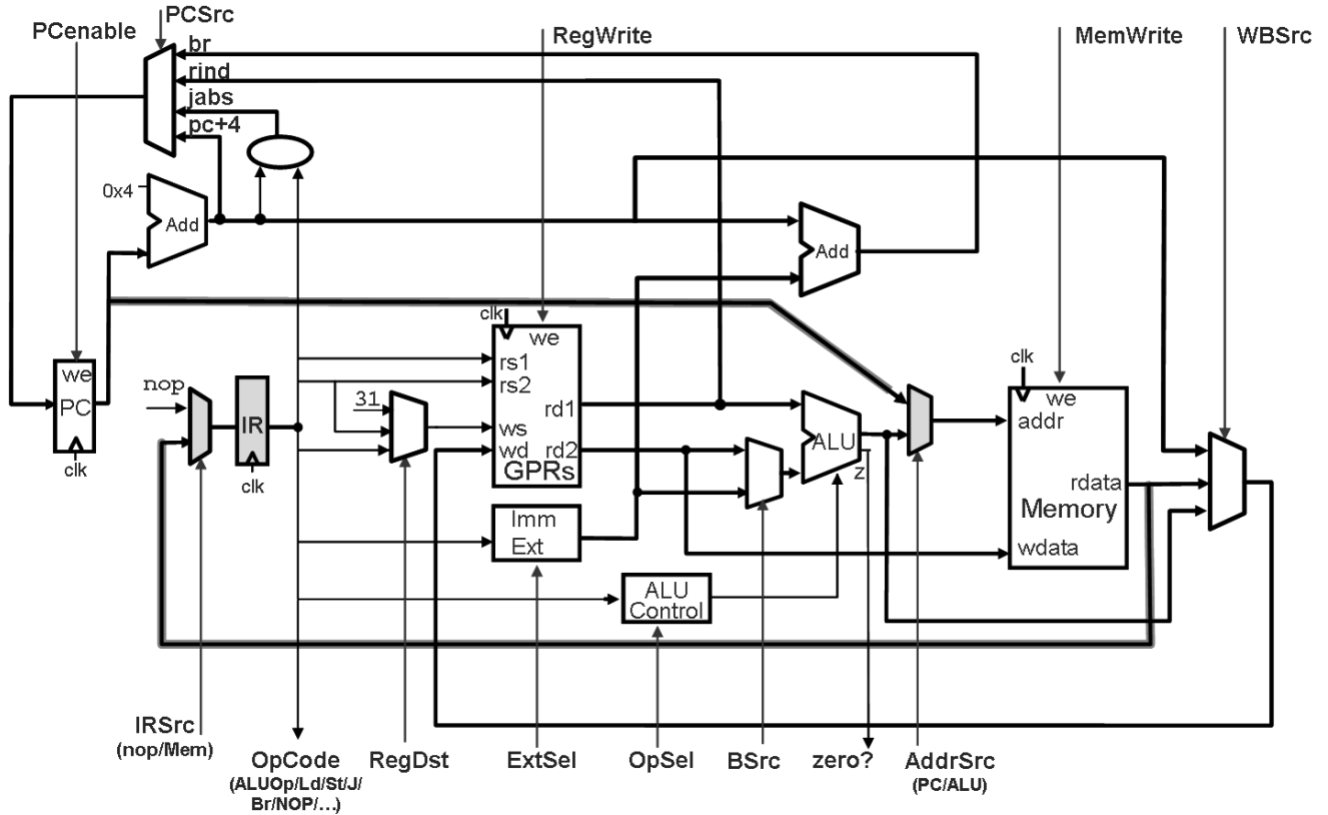 PCSrc
PCenable
RegWrite
MemWrite
WBSrc
br
rind
jabs
pc+4
0x4
Add
Add
clk
we
rs1
rs2
rd1
ws
wd
rd2
GPRs
we
PC
clk
nop
IR
clk
31
ALU
z
clk
we
addr
rdata
Memory
wdata
Imm
Ext
ALU
Control
IRSrc
(nop/Mem)
OpCode
(ALUOp/Ld/St/J/
Br/NOP/...)
RegDst
ExtSel
OpSel
BSrc
zero?
AddrSrc
(PC/ALU)